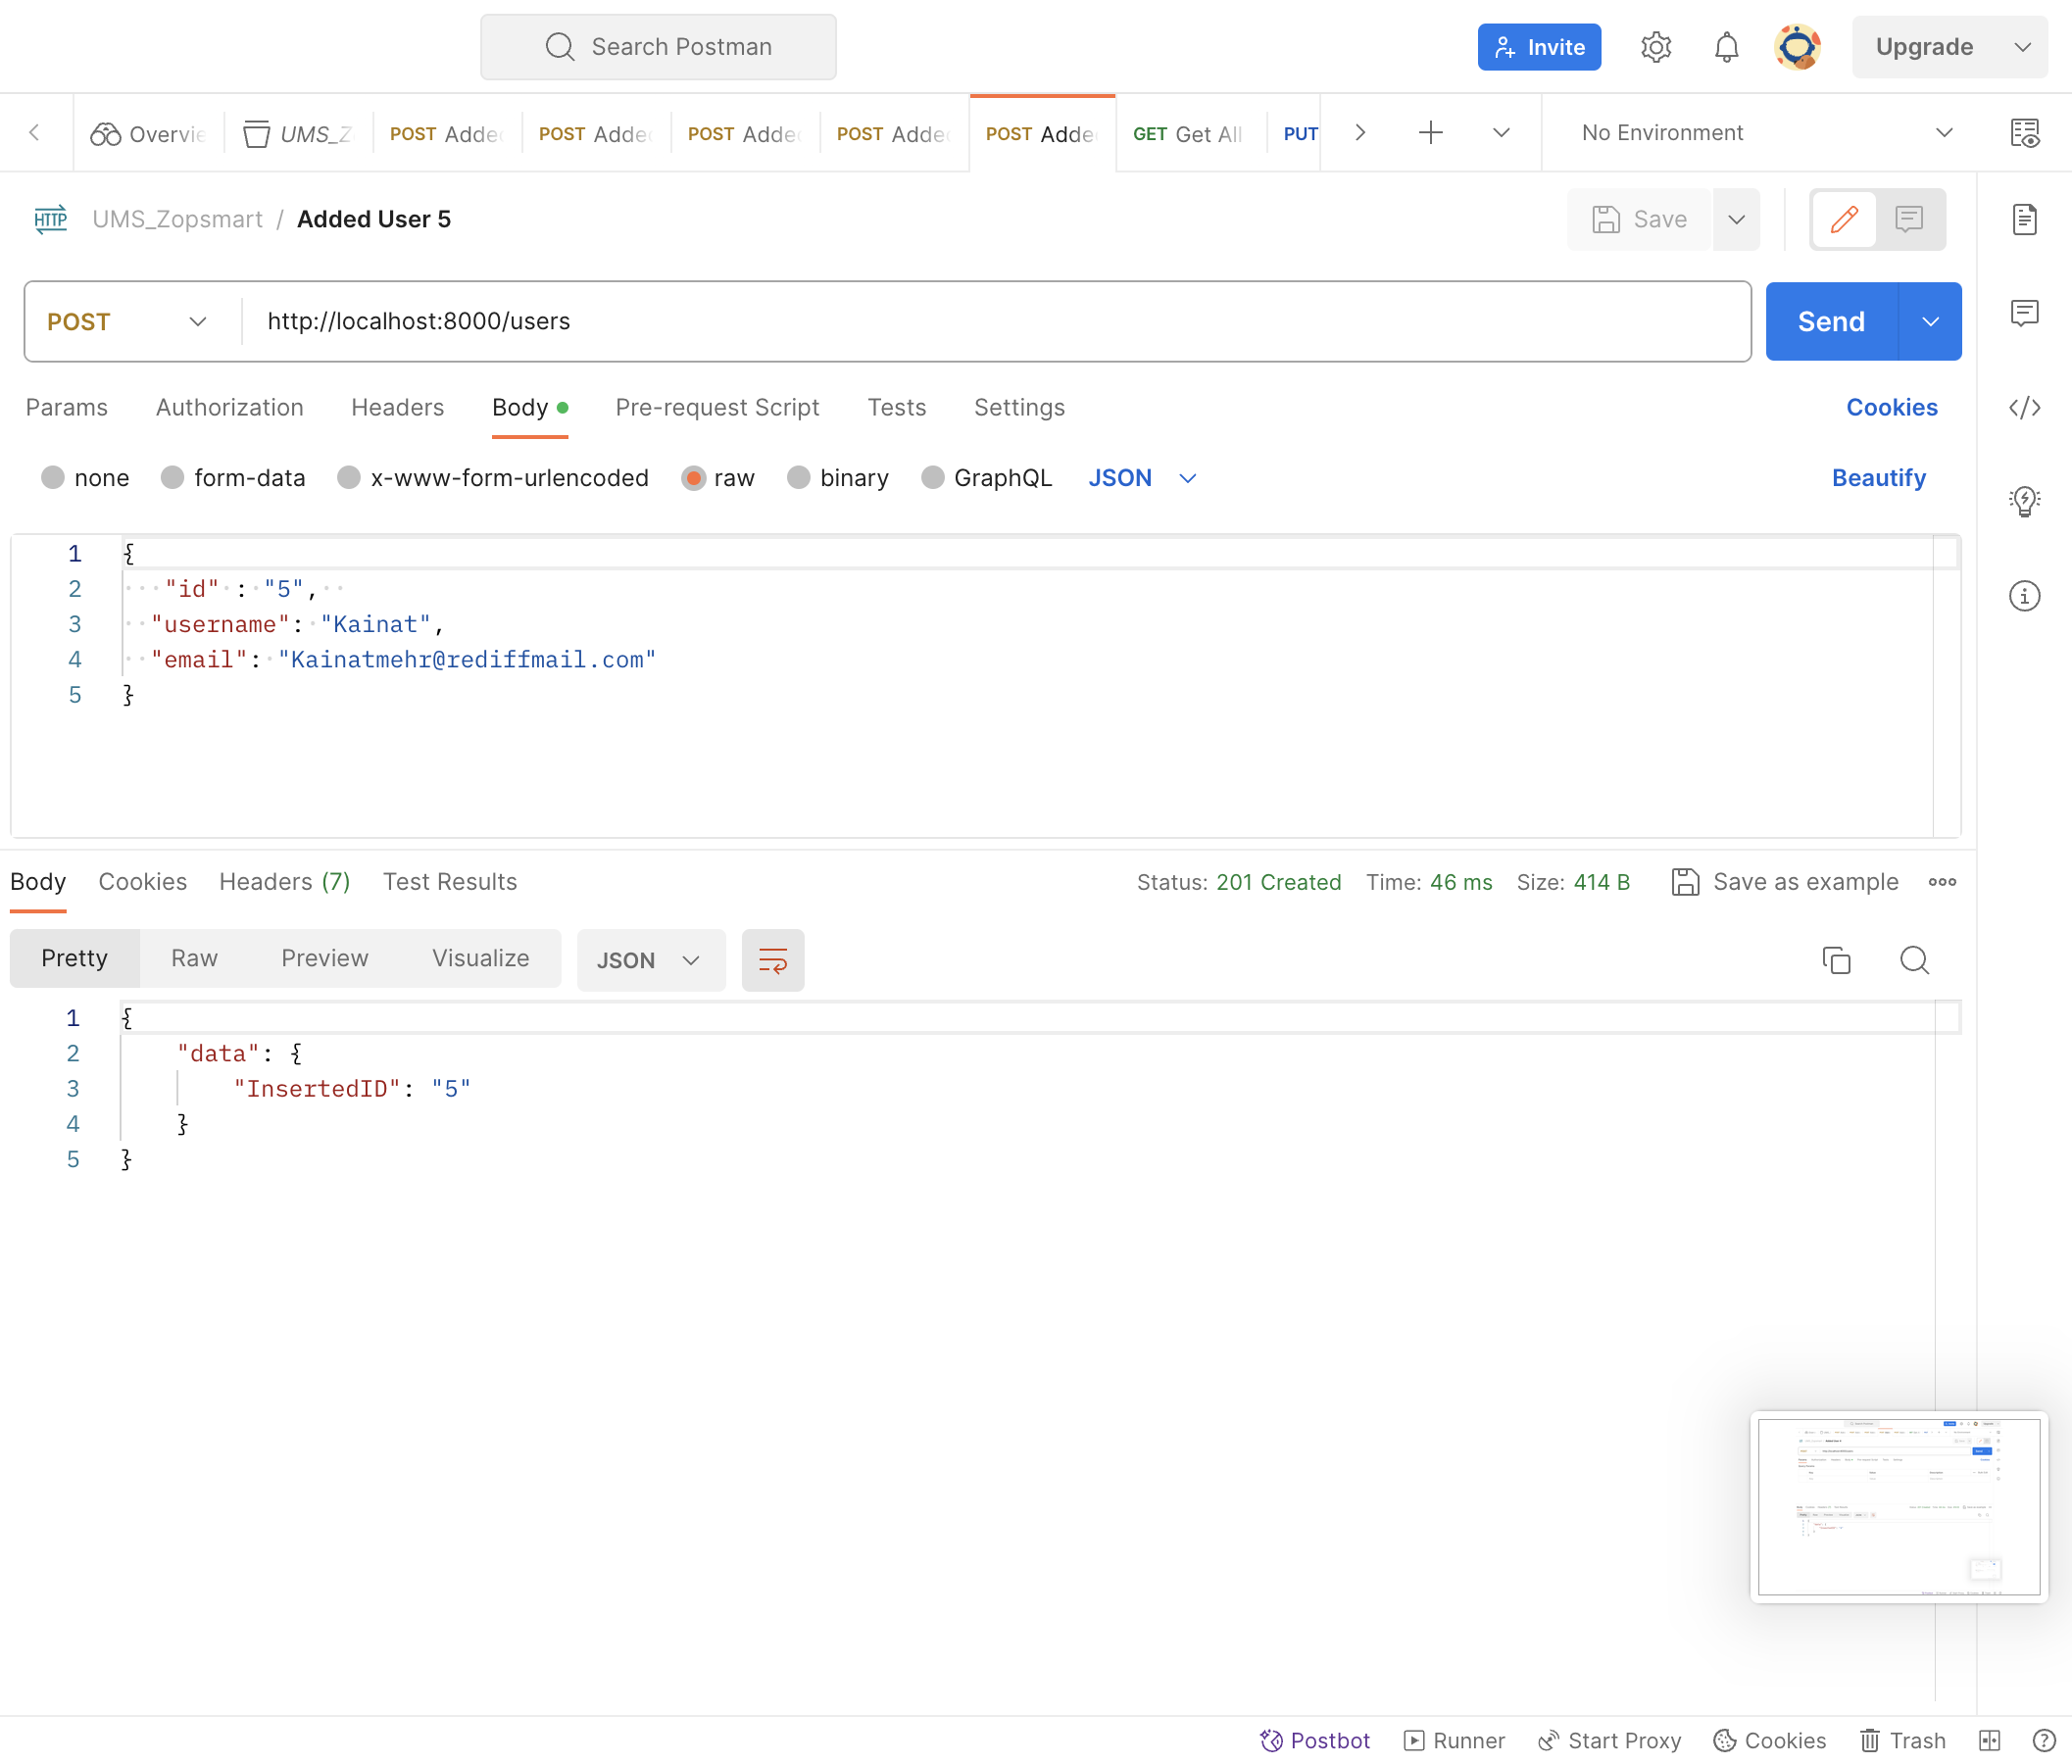 Search Postman
Invite
Upgrade
Overvie
UMS_Z
POST Adde
POST Adde
POST Adde
POST Adde
POST Adde
GET Get All
PUT
No Environment
HTTP UMS_Zopsmart / Added User 5
Save
POST http://localhost:8000/users
Send
Params Authorization Headers Body Pre-request Script Tests Settings Cookies
none form-data x-www-form-urlencoded raw binary GraphQL JSON Beautify
1 {
2 "id" : "5",
3 "username": "Kainat",
4 "email": "Kainatmehr@rediffmail.com"
5 }
Body Cookies Headers (7) Test Results Status: 201 Created Time: 46 ms Size: 414 B Save as example
Pretty Raw Preview Visualize JSON
1 {
2 "data": {
3 "InsertedID": "5"
4 }
5 }
Postbot Runner Start Proxy Cookies Trash